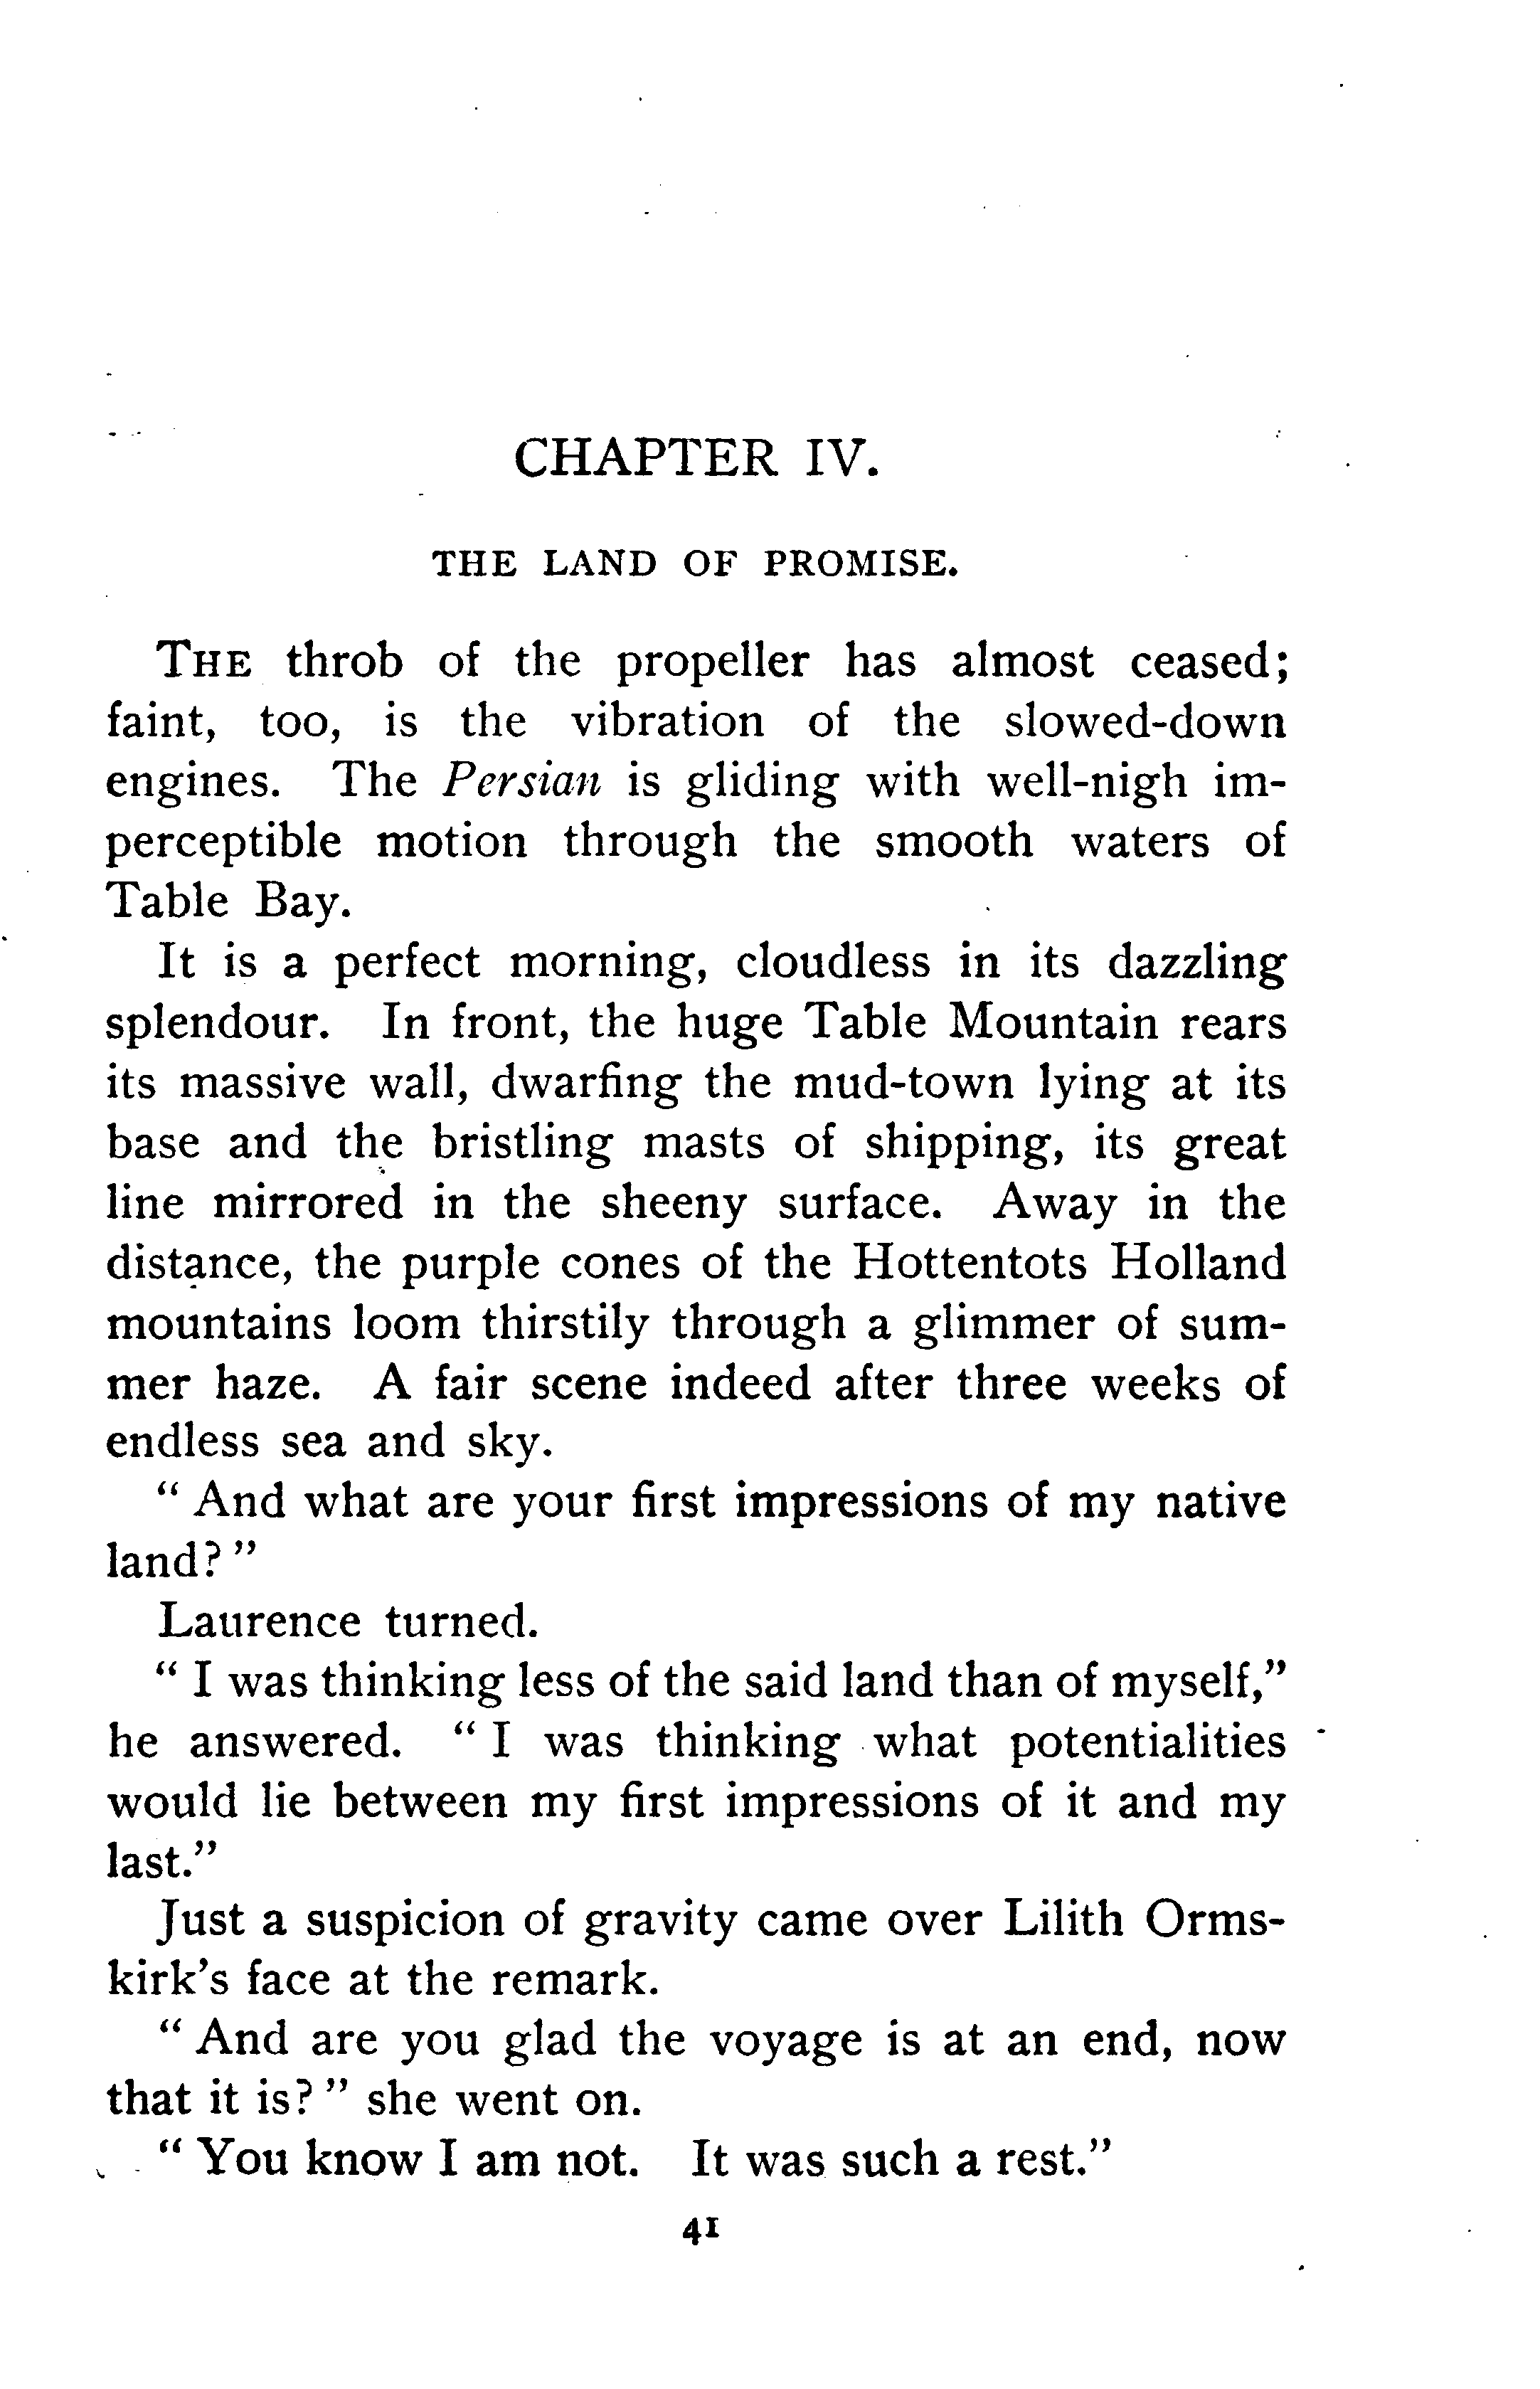 CHAPTER IV.
THE LAND OF PROMISE.
THE throb of the propeller has almost ceased;
faint, too, is the vibration of the slowed-down
engines. The Persian is gliding with well-nigh im-
perceptible motion through the smooth waters of
Table Bay.
It is a perfect morning, cloudless in its dazzling
splendour. In front, the huge Table Mountain rears
its massive wall, dwarfing the mud-town lying at its
base and the bristling masts of shipping, its great
line mirrored in the sheeny surface. Away in the
distance, the purple cones of the Hottentots Holland
mountains loom thirstily through a glimmer of sum-
mer haze. A fair scene indeed after three weeks of
endless sea and sky.
" And what are your first impressions of my native
land? "
Laurence turned.
" I was thinking less of the said land than of myself,"
he answered. " I was thinking what potentialities
would lie between my first impressions of it and my
last."
Just a suspicion of gravity came over Lilith Orms-
kirk's face at the remark.
" And are you glad the voyage is at an end, now
that it is? " she went on.
" You know I am not. It was such a rest."
41